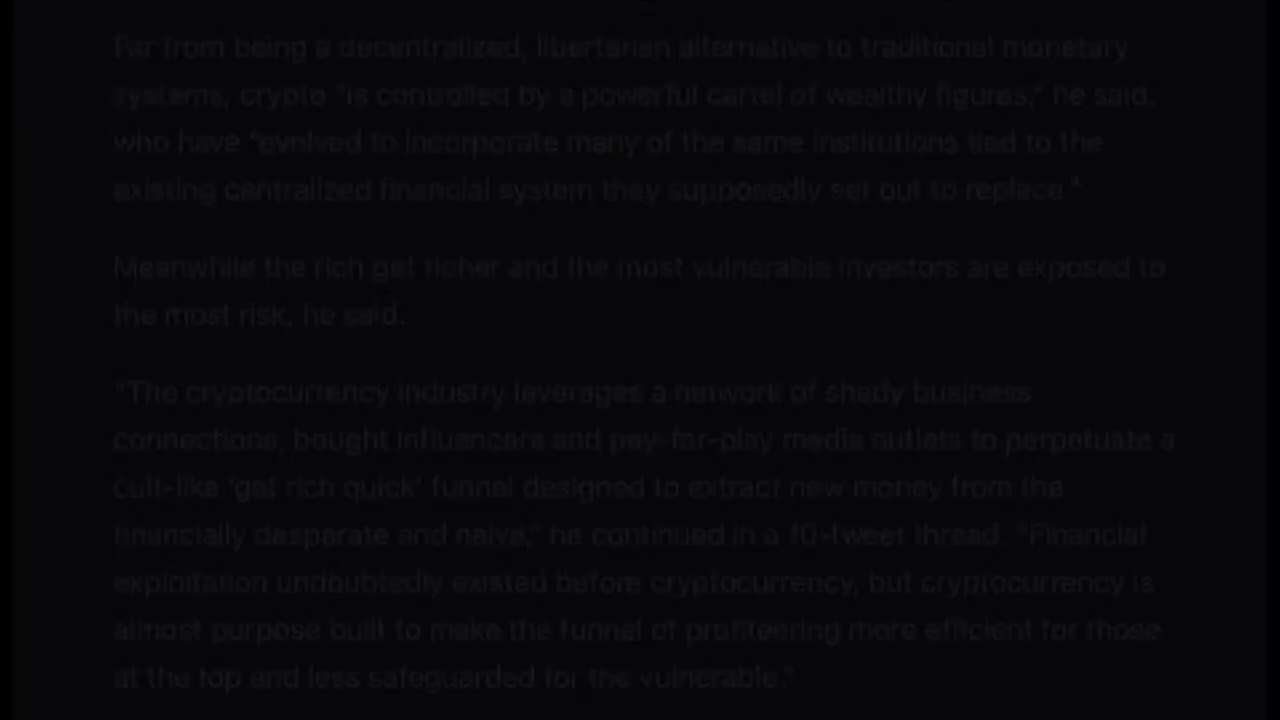 Far from being a decentralized, libertarian alternative to traditional monetary
systems, crypto "is controlled by a powerful cartel of wealthy figures," he said,
who have "evolved to incorporate many of the same institutions tied to the
existing centralized financial system they supposedly set out to replace."
Meanwhile the rich get richer and the most vulnerable investors are exposed to
the most risk, he said.
"The cryptocurrency industry leverages a network of shady business
connections, bought influencers and pay-for-play media outlets to perpetuate a
cult-like 'get rich quick' funnel designed to extract new money from the
financially desperate and naive," he continued in a 10-tweet thread. "Financial
exploitation undoubtedly existed before cryptocurrency, but cryptocurrency is
almost purpose built to make the funnel of profiteering more efficient for those
at the top and less safeguarded for the vulnerable."